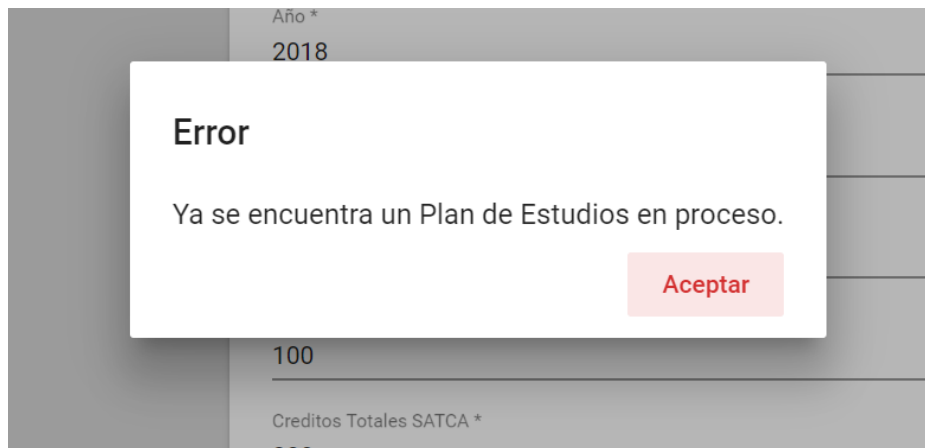 Año *
2018
Error
Ya se encuentra un Plan de Estudios en proceso.
Aceptar
100
Creditos Totales SATCA *